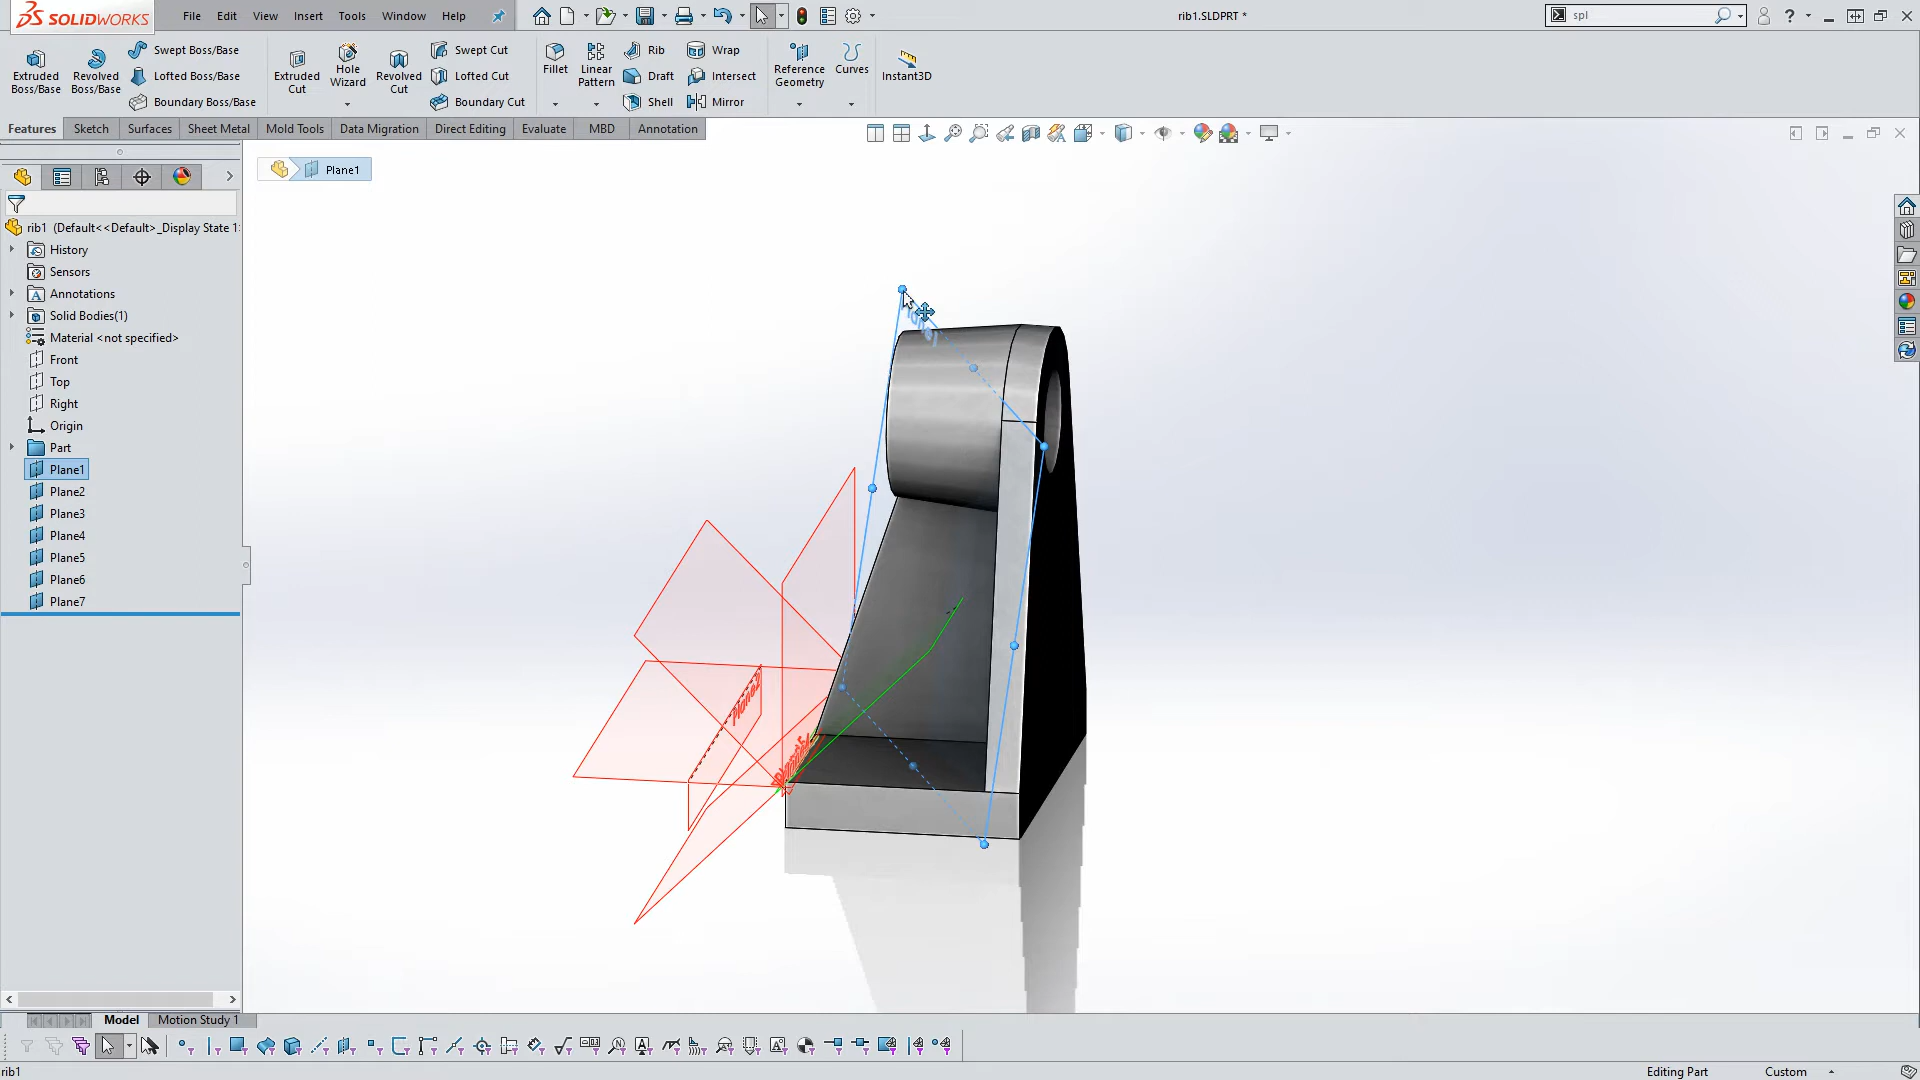 SOLIDWORKS
File Edit View Insert Tools Window Help
rib1.SLDPRT *
spl
Extruded Boss/Base
Revolved Boss/Base
Swept Boss/Base
Lofted Boss/Base
Boundary Boss/Base
Extruded Cut
Hole Wizard
Revolved Cut
Swept Cut
Lofted Cut
Boundary Cut
Fillet
Linear Pattern
Rib
Draft
Shell
Wrap
Intersect
Mirror
Reference Geometry
Curves
Instant3D
Features Sketch Surfaces Sheet Metal Mold Tools Data Migration Direct Editing Evaluate MBD Annotation
Plane1
rib1 (Default<<Default>_Display State 1
History
Sensors
Annotations
Solid Bodies(1)
Material <not specified>
Front
Top
Right
Origin
Part
Plane1
Plane2
Plane3
Plane4
Plane5
Plane6
Plane7
Plane2
Model Motion Study 1
rib1
Editing Part
Custom